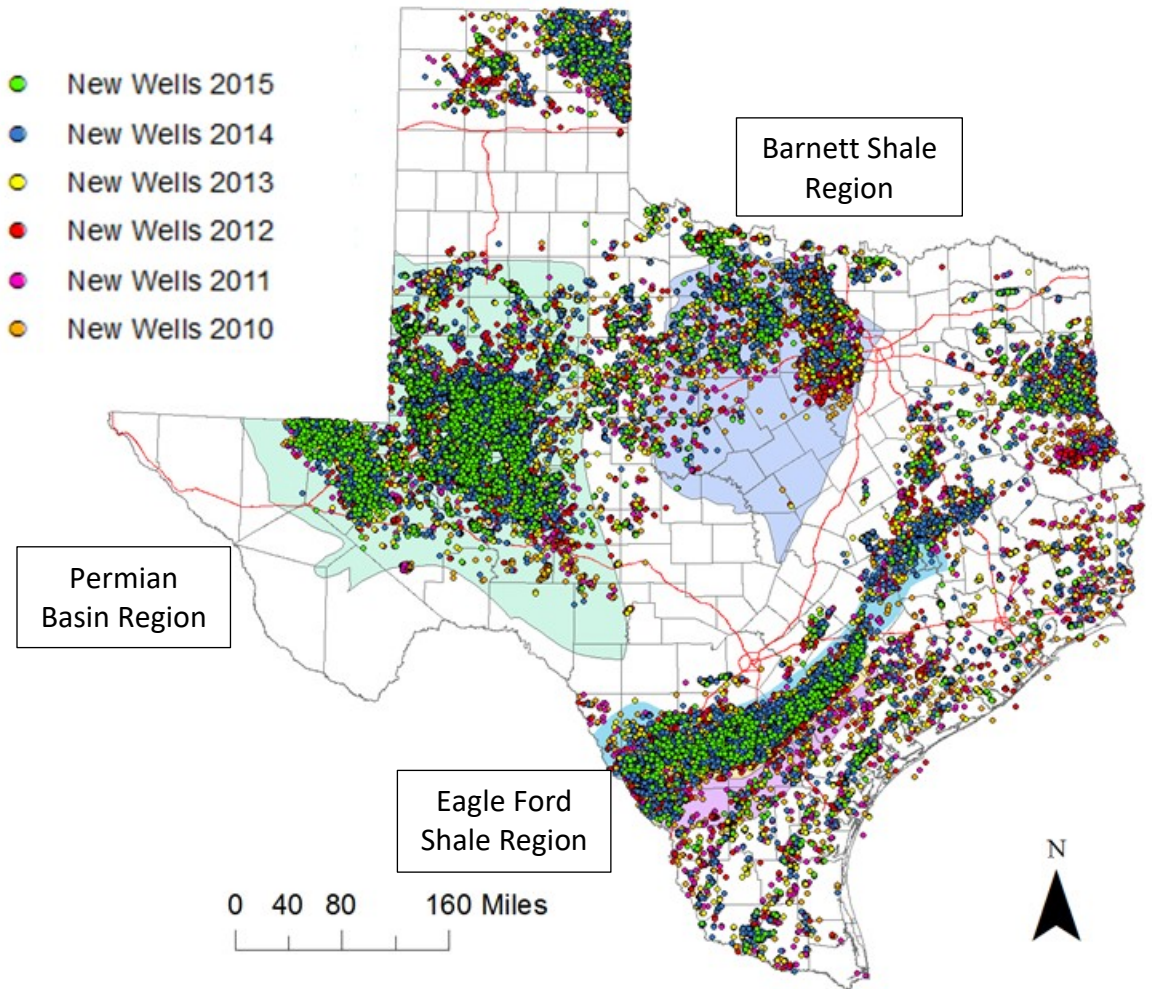 New Wells 2015
New Wells 2014
New Wells 2013
New Wells 2012
New Wells 2011
New Wells 2010
Barnett Shale
Region
Permian
Basin Region
Eagle Ford
Shale Region
N
0 40 80 160 Miles